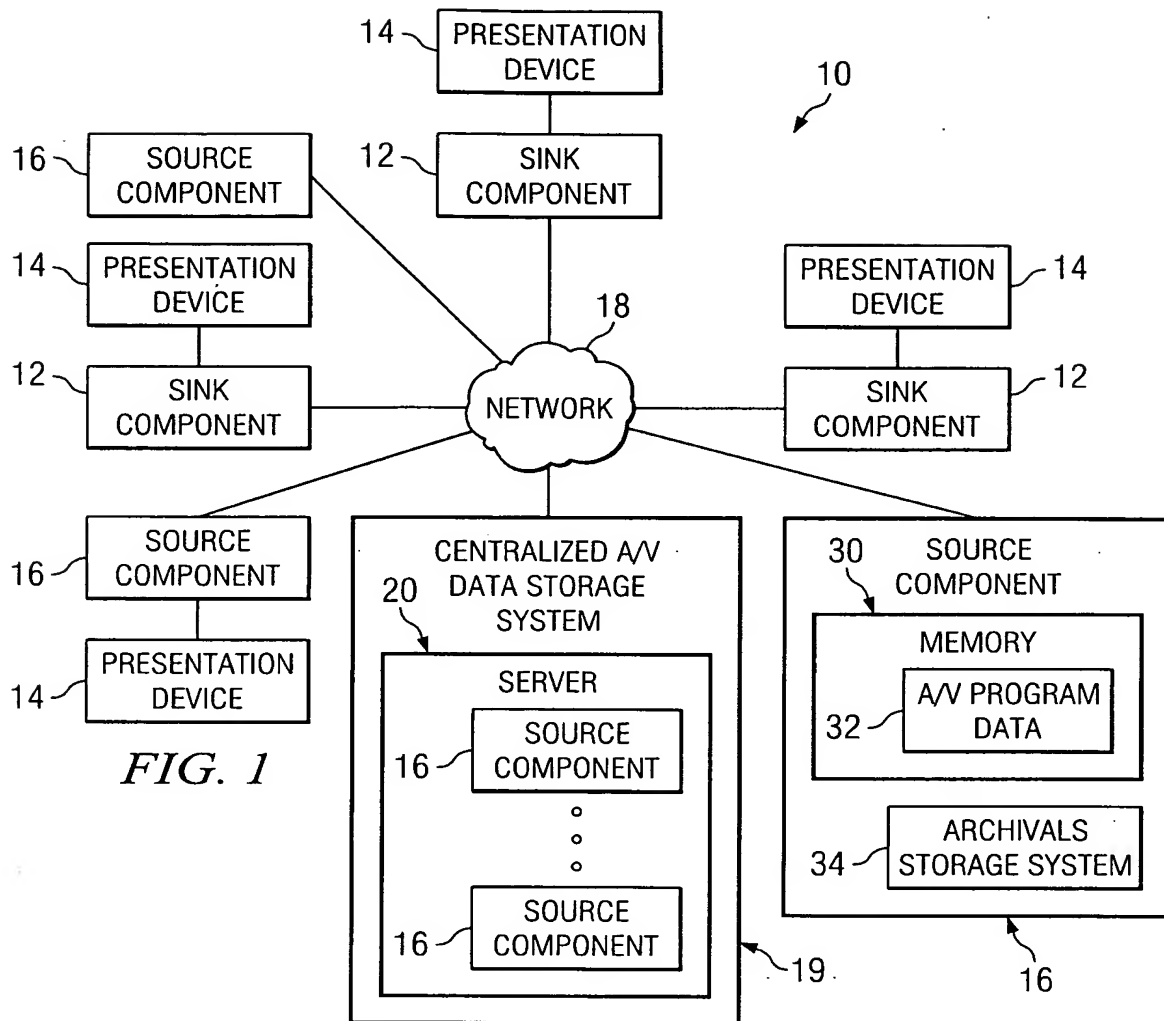 14
PRESENTATION
DEVICE
10
16
SOURCE
COMPONENT
12
SINK
COMPONENT
14
PRESENTATION
DEVICE
18
PRESENTATION
DEVICE
14
12
SINK
COMPONENT
NETWORK
SINK
COMPONENT
12
16
SOURCE
COMPONENT
14
PRESENTATION
DEVICE
FIG. 1
CENTRALIZED A/V
DATA STORAGE
SYSTEM
20
SERVER
16
SOURCE
COMPONENT
16
SOURCE
COMPONENT
19
SOURCE
COMPONENT
30
MEMORY
32
A/V PROGRAM
DATA
34
ARCHIVALS
STORAGE SYSTEM
16